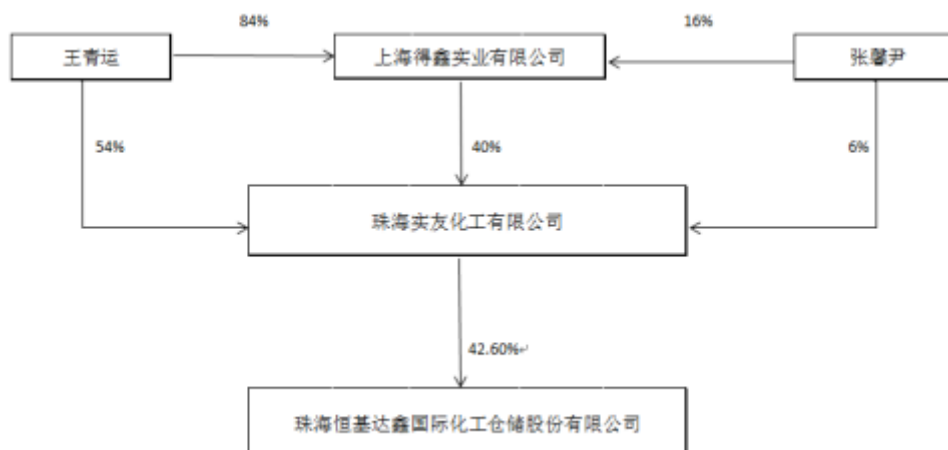 84%
16%
王青运
上海得鑫实业有限公司
张馨尹
54%
40%
6%
珠海实友化工有限公司
42.60%↵
珠海恒基达鑫国际化工仓储股份有限公司